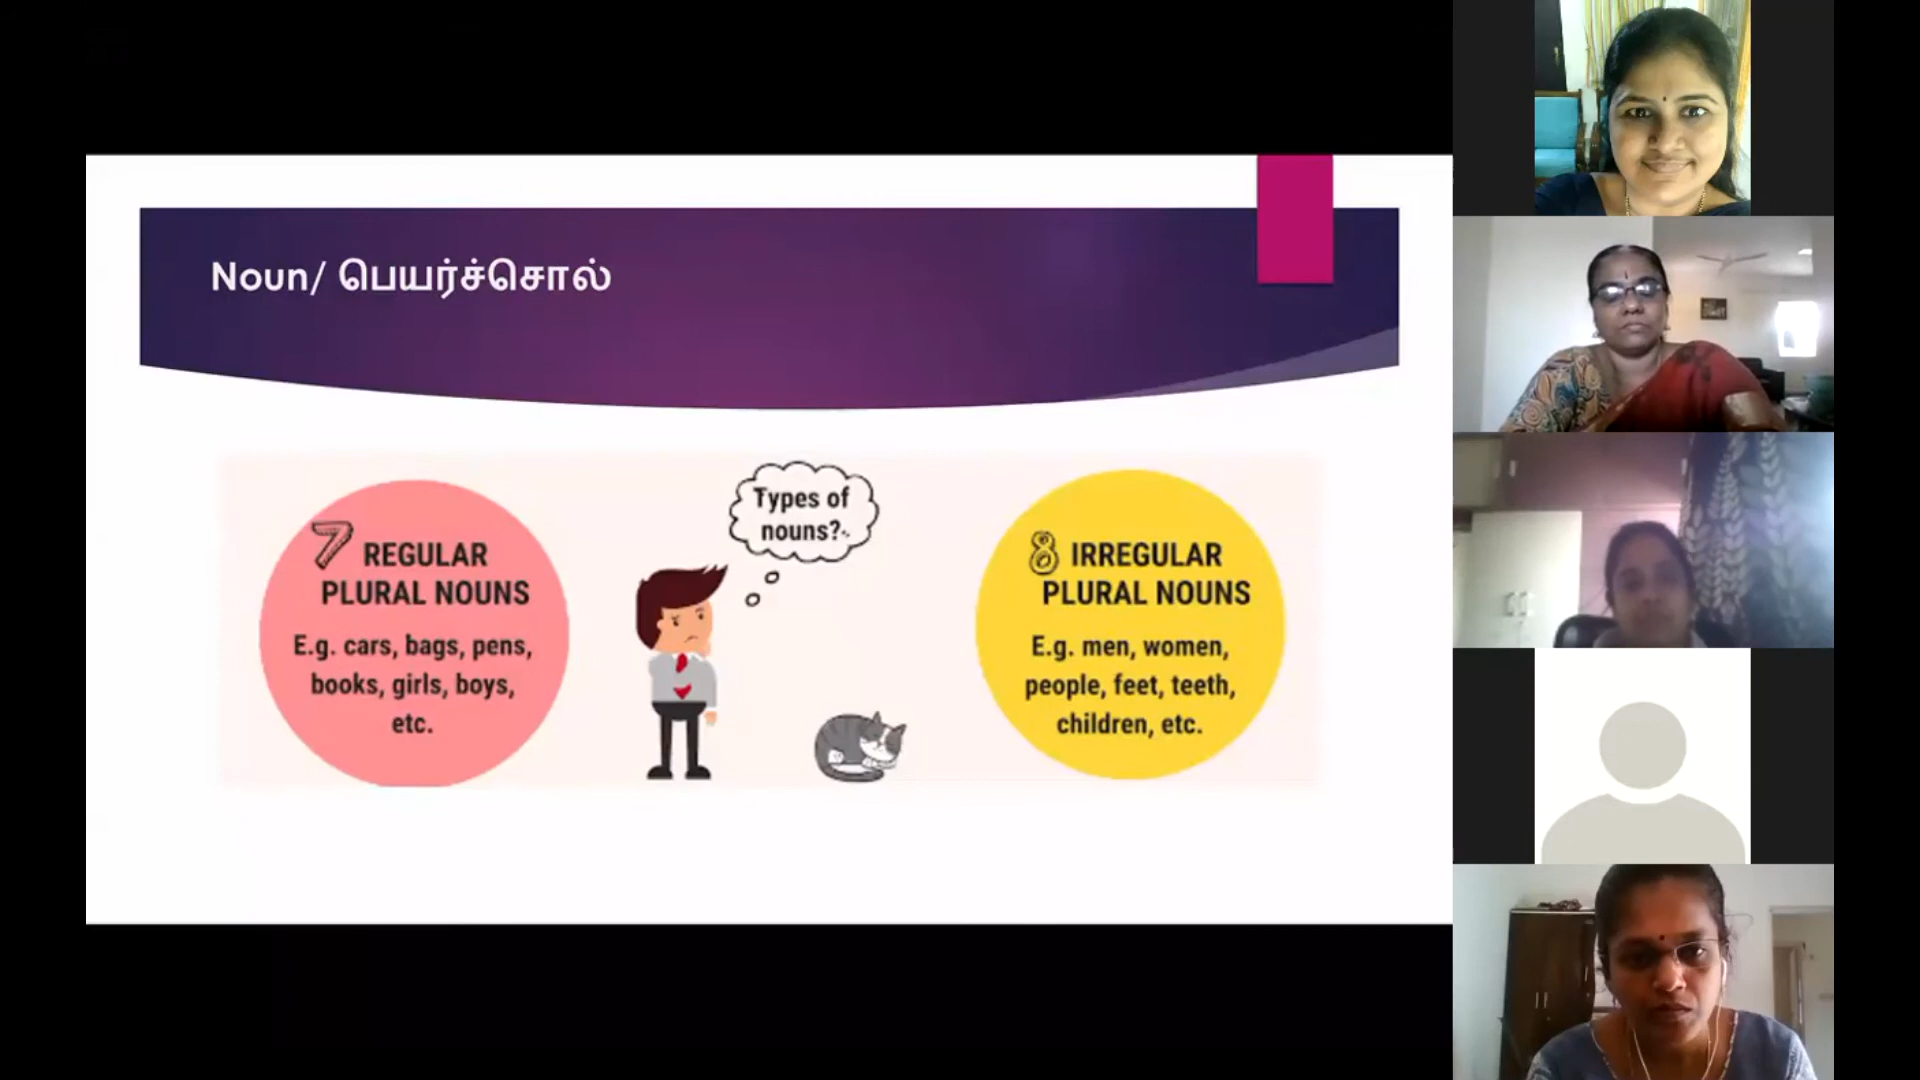 Noun/ பெயர்ச்சொல்
7 REGULAR
PLURAL NOUNS
E.g. cars, bags, pens,
books, girls, boys,
etc.
Types of
nouns?
8 IRREGULAR
PLURAL NOUNS
E.g. men, women,
people, feet, teeth,
children, etc.